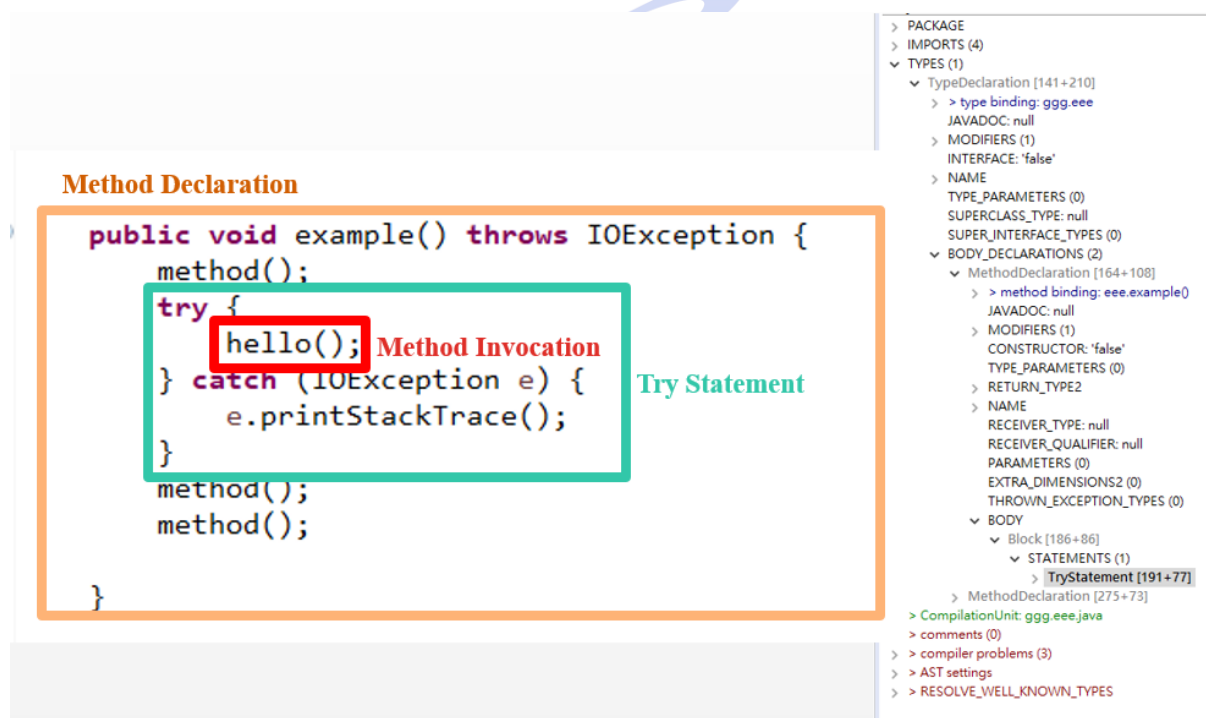 Method Declaration
public void example() throws IOException {
method();
try {
hello();
Method Invocation
} catch (IOException e) {
Try Statement
e.printStackTrace();
}
method();
method();
}
> PACKAGE
> IMPORTS (4)
TYPES (1)
TypeDeclaration [141+210]
> > type binding: ggg.eee
JAVADOC: null
> MODIFIERS (1)
INTERFACE: 'false'
> NAME
TYPE_PARAMETERS (0)
SUPERCLASS_TYPE: null
SUPER_INTERFACE_TYPES (0)
BODY_DECLARATIONS (2)
MethodDeclaration [164+108]
> > method binding: eee.example()
JAVADOC: null
> MODIFIERS (1)
CONSTRUCTOR: 'false'
TYPE_PARAMETERS (0)
> RETURN_TYPE2
> NAME
RECEIVER_TYPE: null
RECEIVER_QUALIFIER: null
PARAMETERS (0)
EXTRA_DIMENSIONS2 (0)
THROWN_EXCEPTION_TYPES (0)
BODY
Block [186+86]
STATEMENTS (1)
> TryStatement [191+77]
> MethodDeclaration [275+73]
> CompilationUnit: ggg.eee.java
> comments (0)
> > compiler problems (3)
> > AST settings
> > RESOLVE_WELL_KNOWN_TYPES